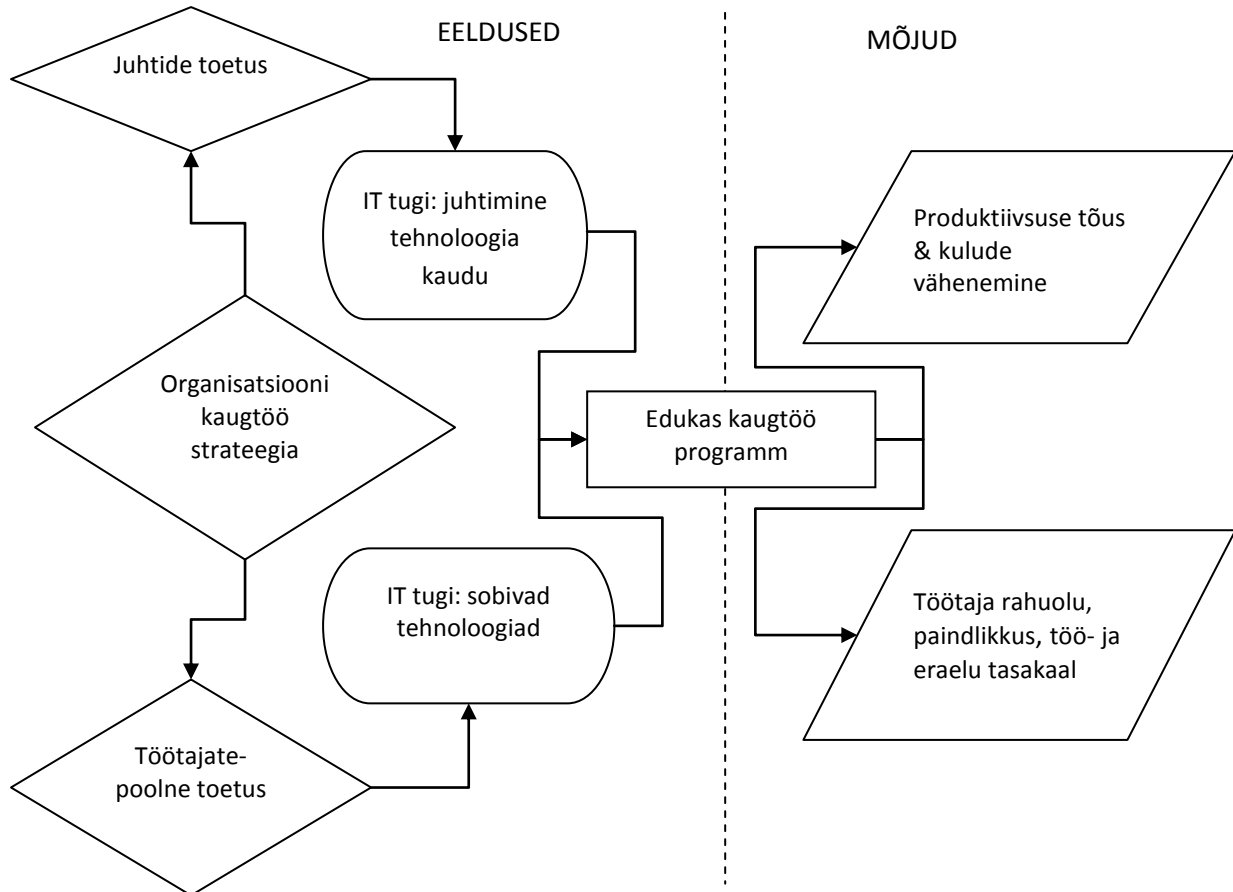 EELDUSED
MÕJUD
Juhtide toetus
IT tugi: juhtimine
tehnoloogia
kaudu
Produktiivsuse tõus
& kulude
vähenemine
Organisatsiooni
kaugtöö
strateegia
Edukas kaugtöö
programm
IT tugi: sobivad
tehnoloogiad
Töötaja rahuolu,
paindlikkus, töö- ja
eraelu tasakaal
Töötajate-
poolne toetus